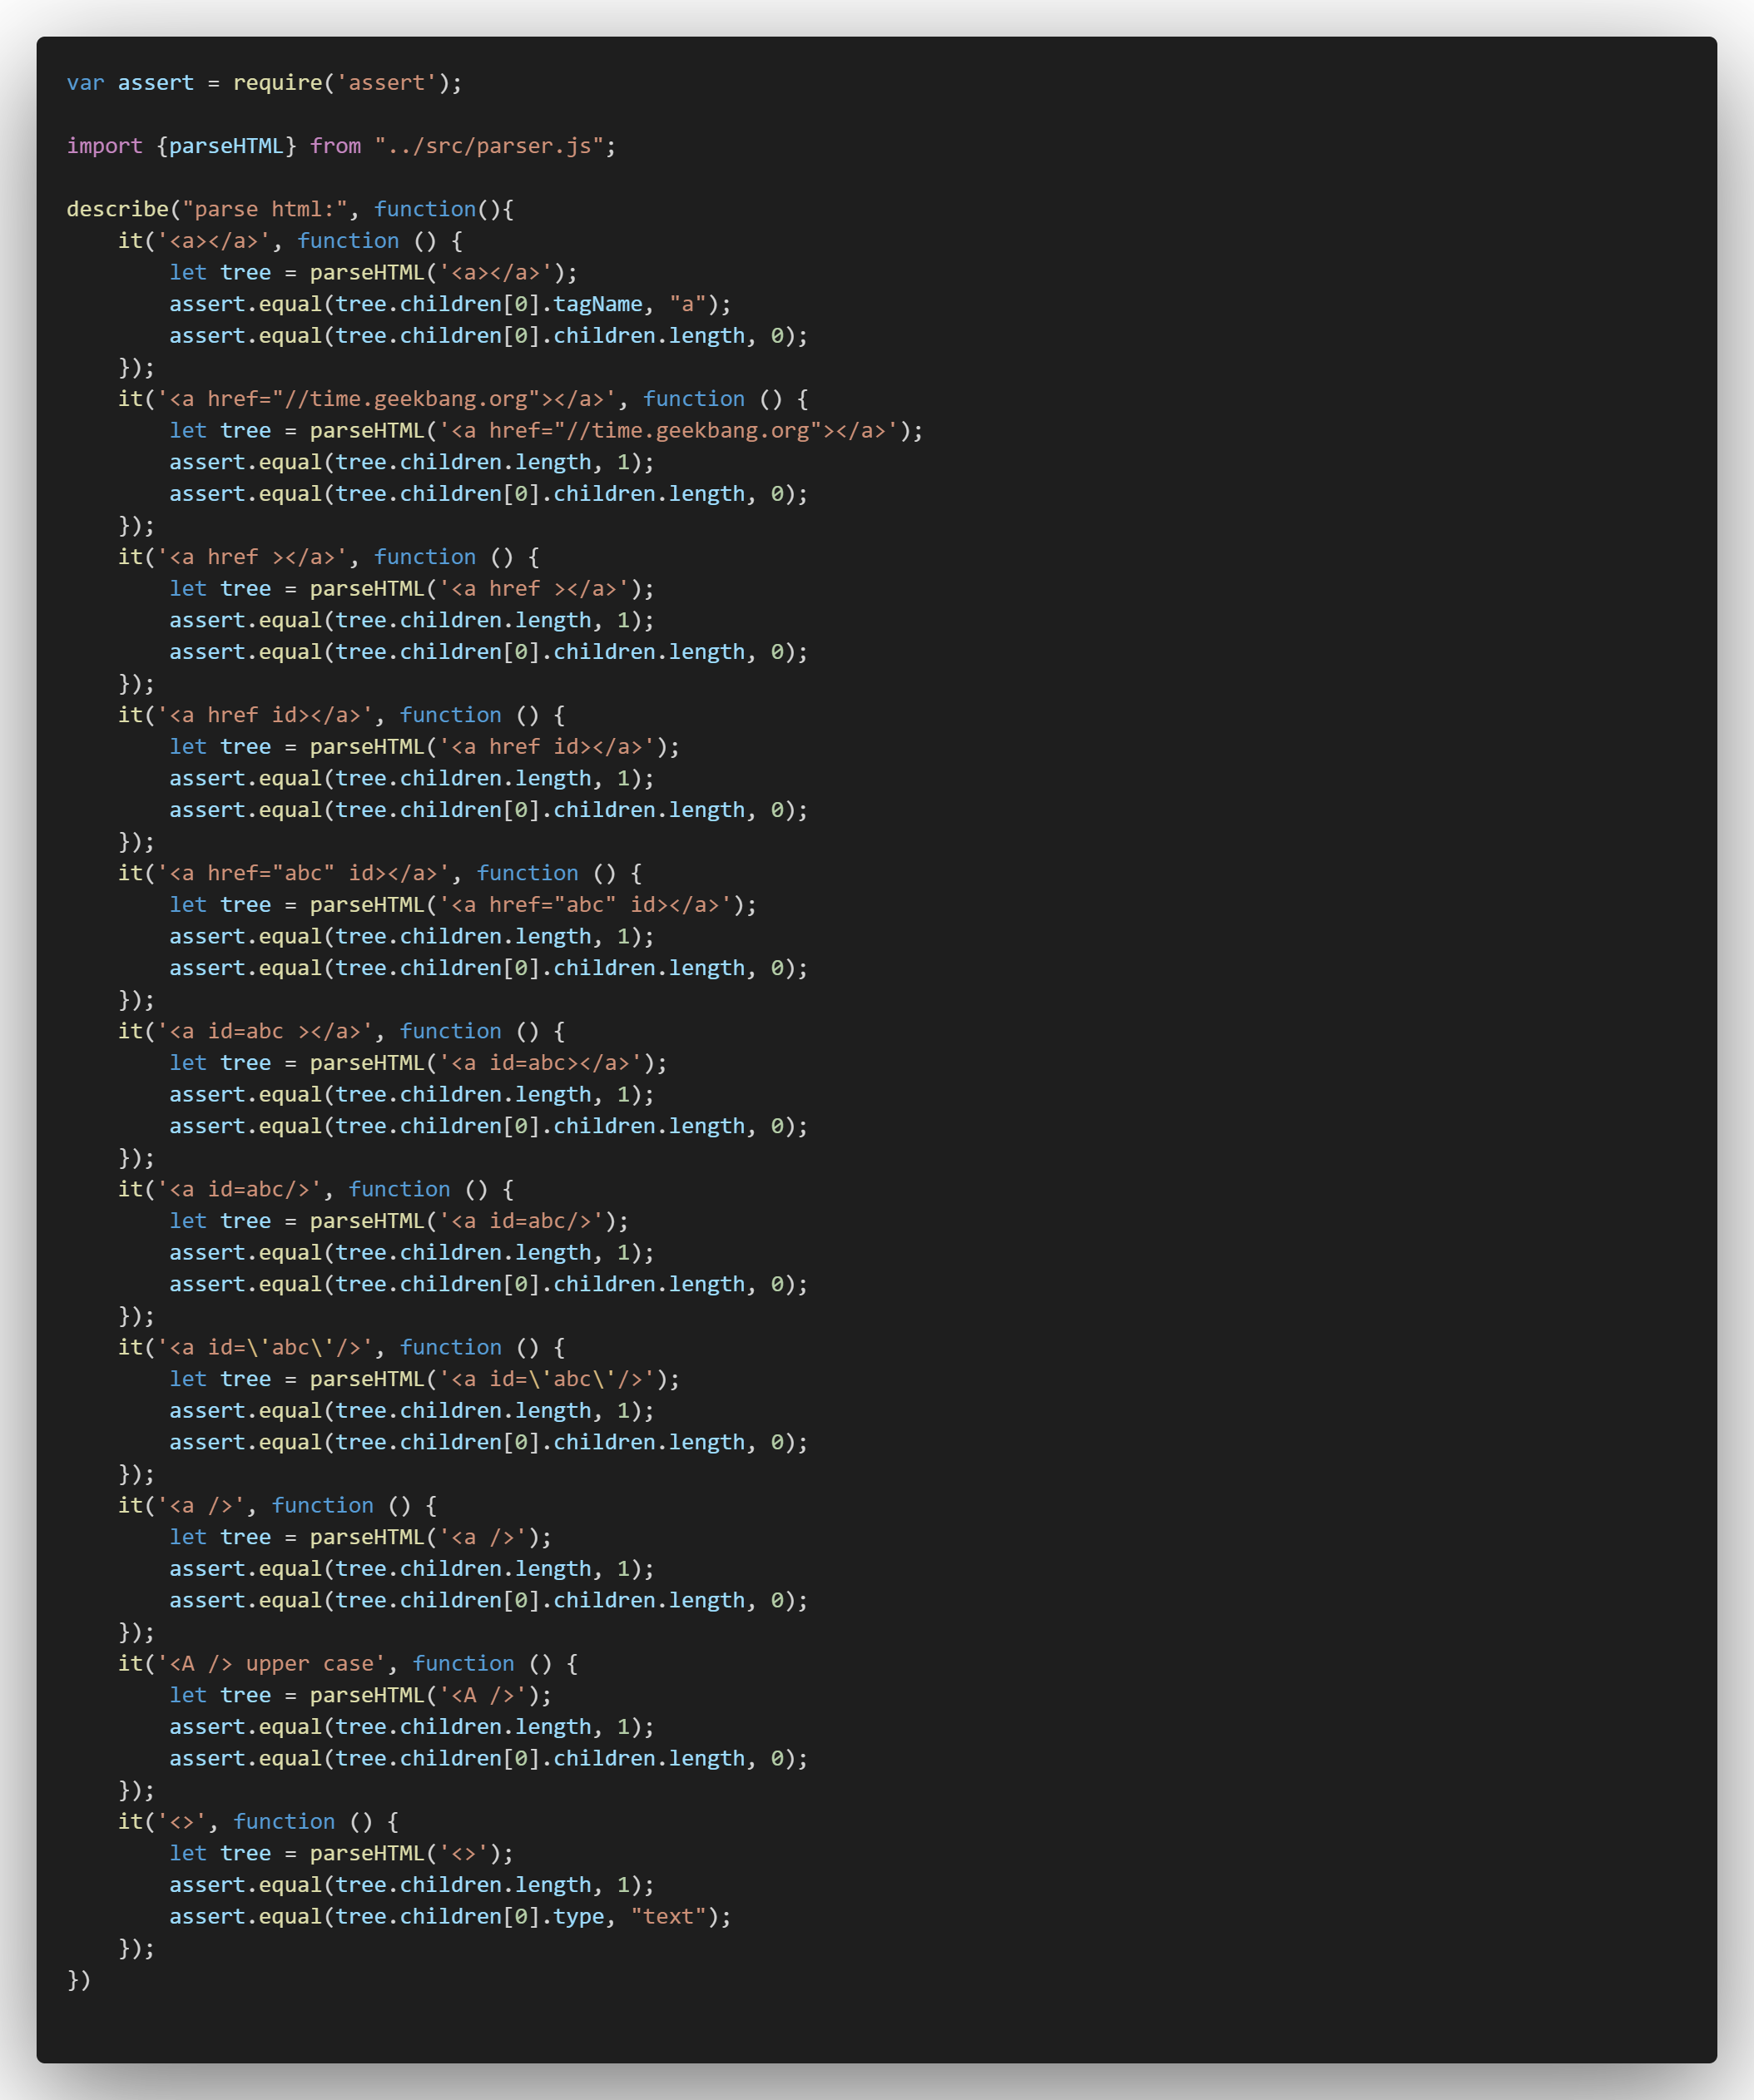 var assert = require('assert');

import {parseHTML} from "../src/parser.js";

describe("parse html:", function(){
    it('<a></a>', function () {
        let tree = parseHTML('<a></a>');
        assert.equal(tree.children[0].tagName, "a");
        assert.equal(tree.children[0].children.length, 0);
    });
    it('<a href="//time.geekbang.org"></a>', function () {
        let tree = parseHTML('<a href="//time.geekbang.org"></a>');
        assert.equal(tree.children.length, 1);
        assert.equal(tree.children[0].children.length, 0);
    });
    it('<a href ></a>', function () {
        let tree = parseHTML('<a href ></a>');
        assert.equal(tree.children.length, 1);
        assert.equal(tree.children[0].children.length, 0);
    });
    it('<a href id></a>', function () {
        let tree = parseHTML('<a href id></a>');
        assert.equal(tree.children.length, 1);
        assert.equal(tree.children[0].children.length, 0);
    });
    it('<a href="abc" id></a>', function () {
        let tree = parseHTML('<a href="abc" id></a>');
        assert.equal(tree.children.length, 1);
        assert.equal(tree.children[0].children.length, 0);
    });
    it('<a id=abc ></a>', function () {
        let tree = parseHTML('<a id=abc></a>');
        assert.equal(tree.children.length, 1);
        assert.equal(tree.children[0].children.length, 0);
    });
    it('<a id=abc/>', function () {
        let tree = parseHTML('<a id=abc/>');
        assert.equal(tree.children.length, 1);
        assert.equal(tree.children[0].children.length, 0);
    });
    it('<a id=\'abc\'/>', function () {
        let tree = parseHTML('<a id=\'abc\'/>');
        assert.equal(tree.children.length, 1);
        assert.equal(tree.children[0].children.length, 0);
    });
    it('<a />', function () {
        let tree = parseHTML('<a />');
        assert.equal(tree.children.length, 1);
        assert.equal(tree.children[0].children.length, 0);
    });
    it('<A /> upper case', function () {
        let tree = parseHTML('<A />');
        assert.equal(tree.children.length, 1);
        assert.equal(tree.children[0].children.length, 0);
    });
    it('<>', function () {
        let tree = parseHTML('<>');
        assert.equal(tree.children.length, 1);
        assert.equal(tree.children[0].type, "text");
    });
})